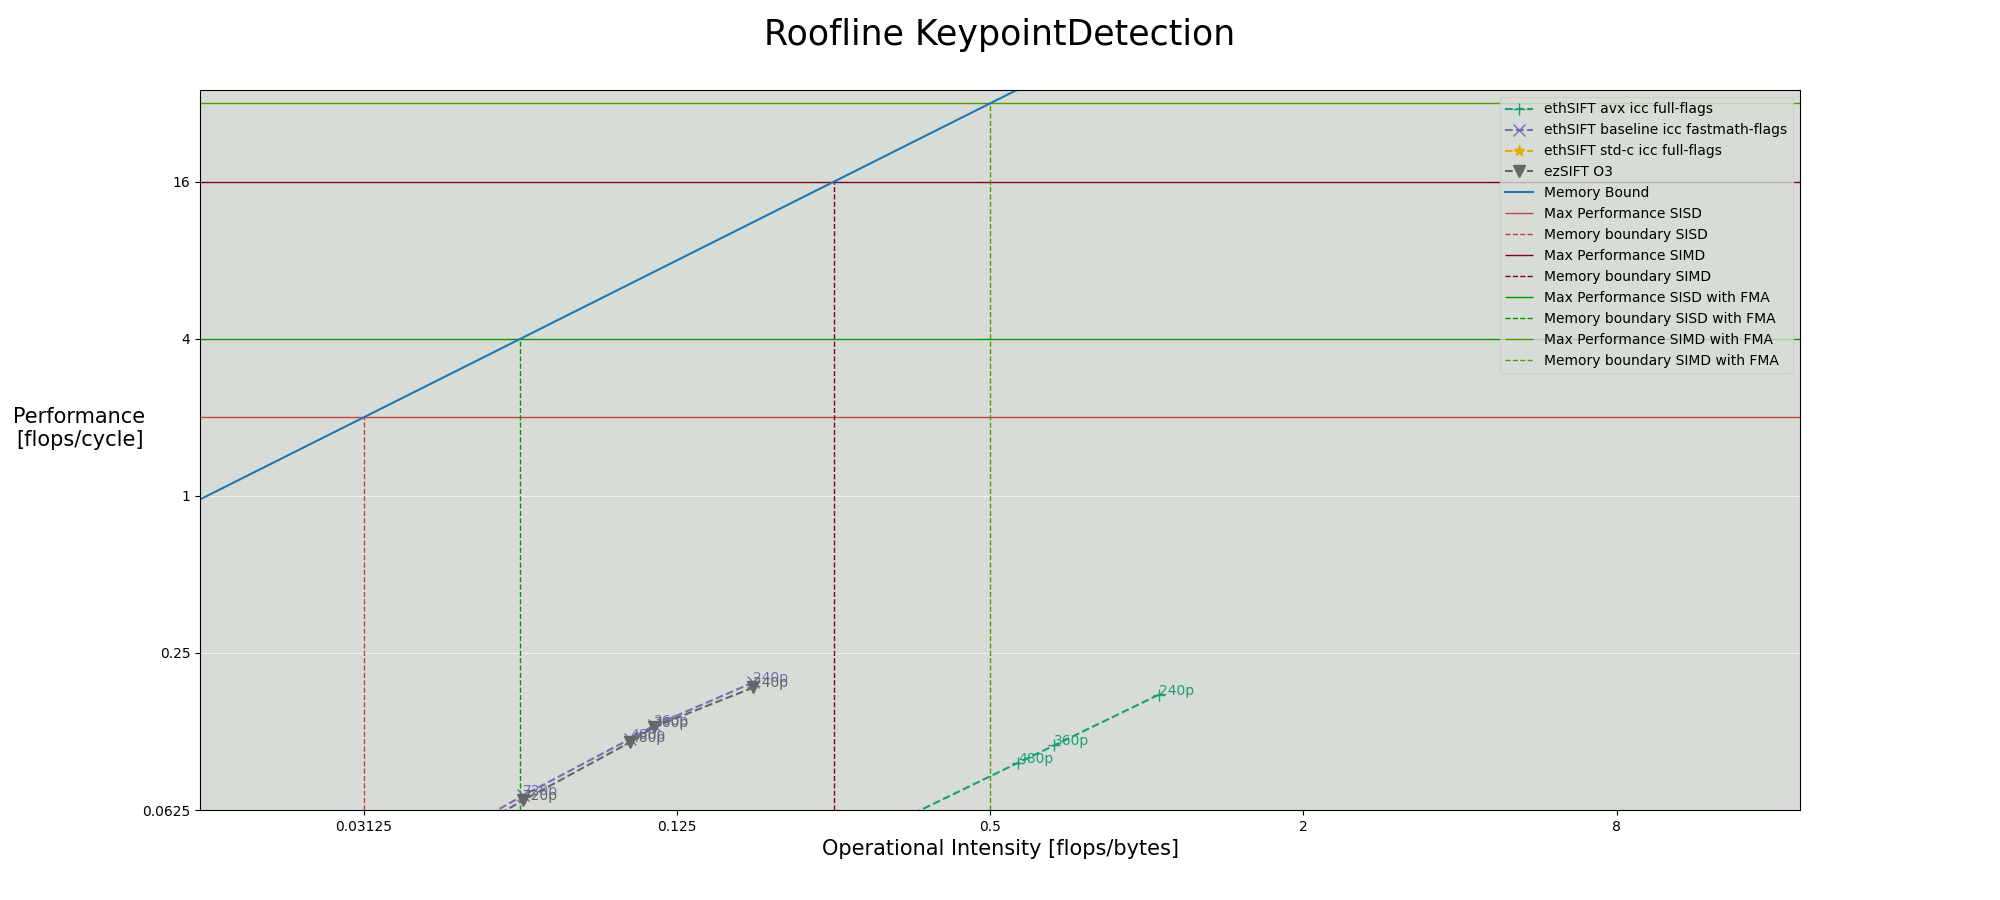 Roofline KeypointDetection
ethSIFT avx icc full-flags
ethSIFT baseline icc fastmath-flags
ethSIFT std-c icc full-flags
ezSIFT O3
Memory Bound
Max Performance SISD
Memory boundary SISD
Max Performance SIMD
Memory boundary SIMD
Max Performance SISD with FMA
Memory boundary SISD with FMA
Max Performance SIMD with FMA
Memory boundary SIMD with FMA
16
4
Performance
[flops/cycle]
1
0.25
240p
240p
240p
360p
360p
360p
480p
480p
480p
720p
720p
0.0625
0.03125
0.125
0.5
2
8
Operational Intensity [flops/bytes]